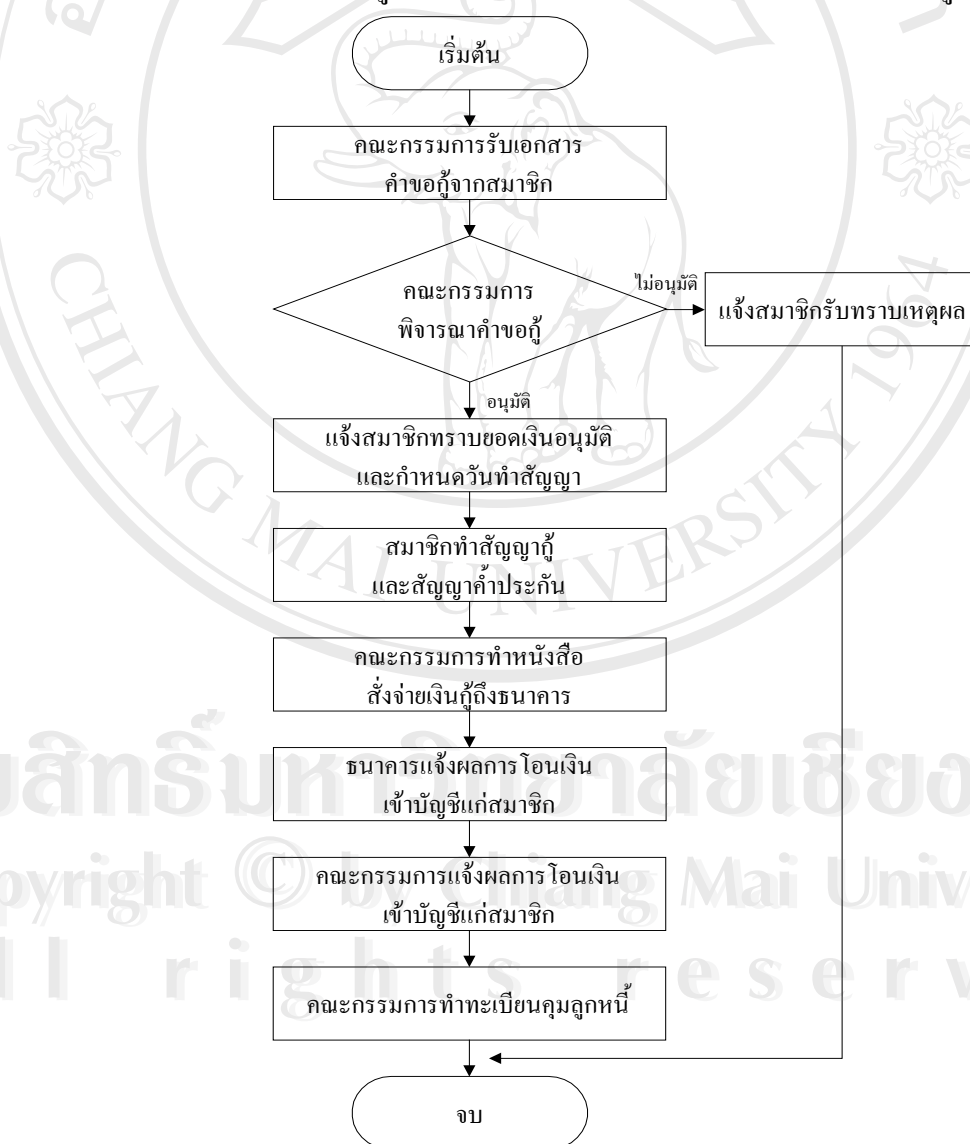 เริ่มต้น
คณะกรรมการรับเอกสาร
คำขอกู้จากสมาชิก
คณะกรรมการ
พิจารณาคำขอกู้
ไม่อนุมัติ
แจ้งสมาชิกรับทราบเหตุผล
อนุมัติ
แจ้งสมาชิกทราบยอดเงินอนุมัติ
และกำหนดวันทำสัญญา
สมาชิกทำสัญญากู้
และสัญญาค้ำประกัน
คณะกรรมการทำหนังสือ
สั่งจ่ายเงินกู้ถึงธนาคาร
ธนาคารแจ้งผลการโอนเงิน
เข้าบัญชีแก่สมาชิก
คณะกรรมการแจ้งผลการโอนเงิน
เข้าบัญชีแก่สมาชิก
คณะกรรมการทำทะเบียนคุมลูกหนี้
จบ
CHIANG MAI UNIVERSITY 1964
by Chiang Mai
rights